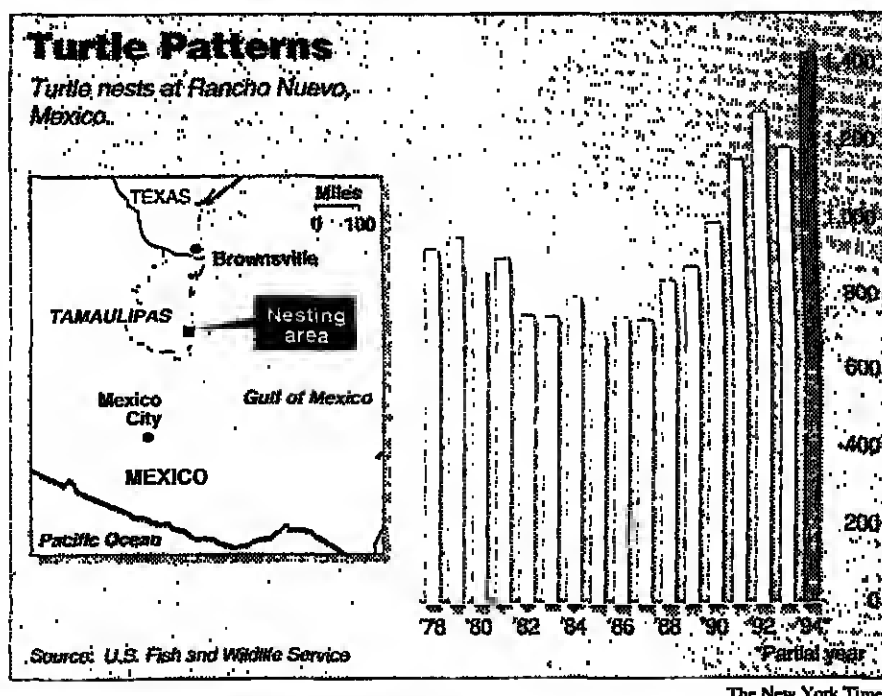 Turtle Patterns
Turtle nests at Rancho Nuevo,
Mexico.
TEXAS
Miles
0 100
Brownsville
TAMAULIPAS
Nesting
area
Mexico
City
Gulf of Mexico
MEXICO
Pacific Ocean
1,400
1,200
1,000
800
600
400
200
0
'78 '80 '82 '84 '86 '88 '90 '92 '94*
*Partial year
Source: U.S. Fish and Wildlife Service
The New York Time